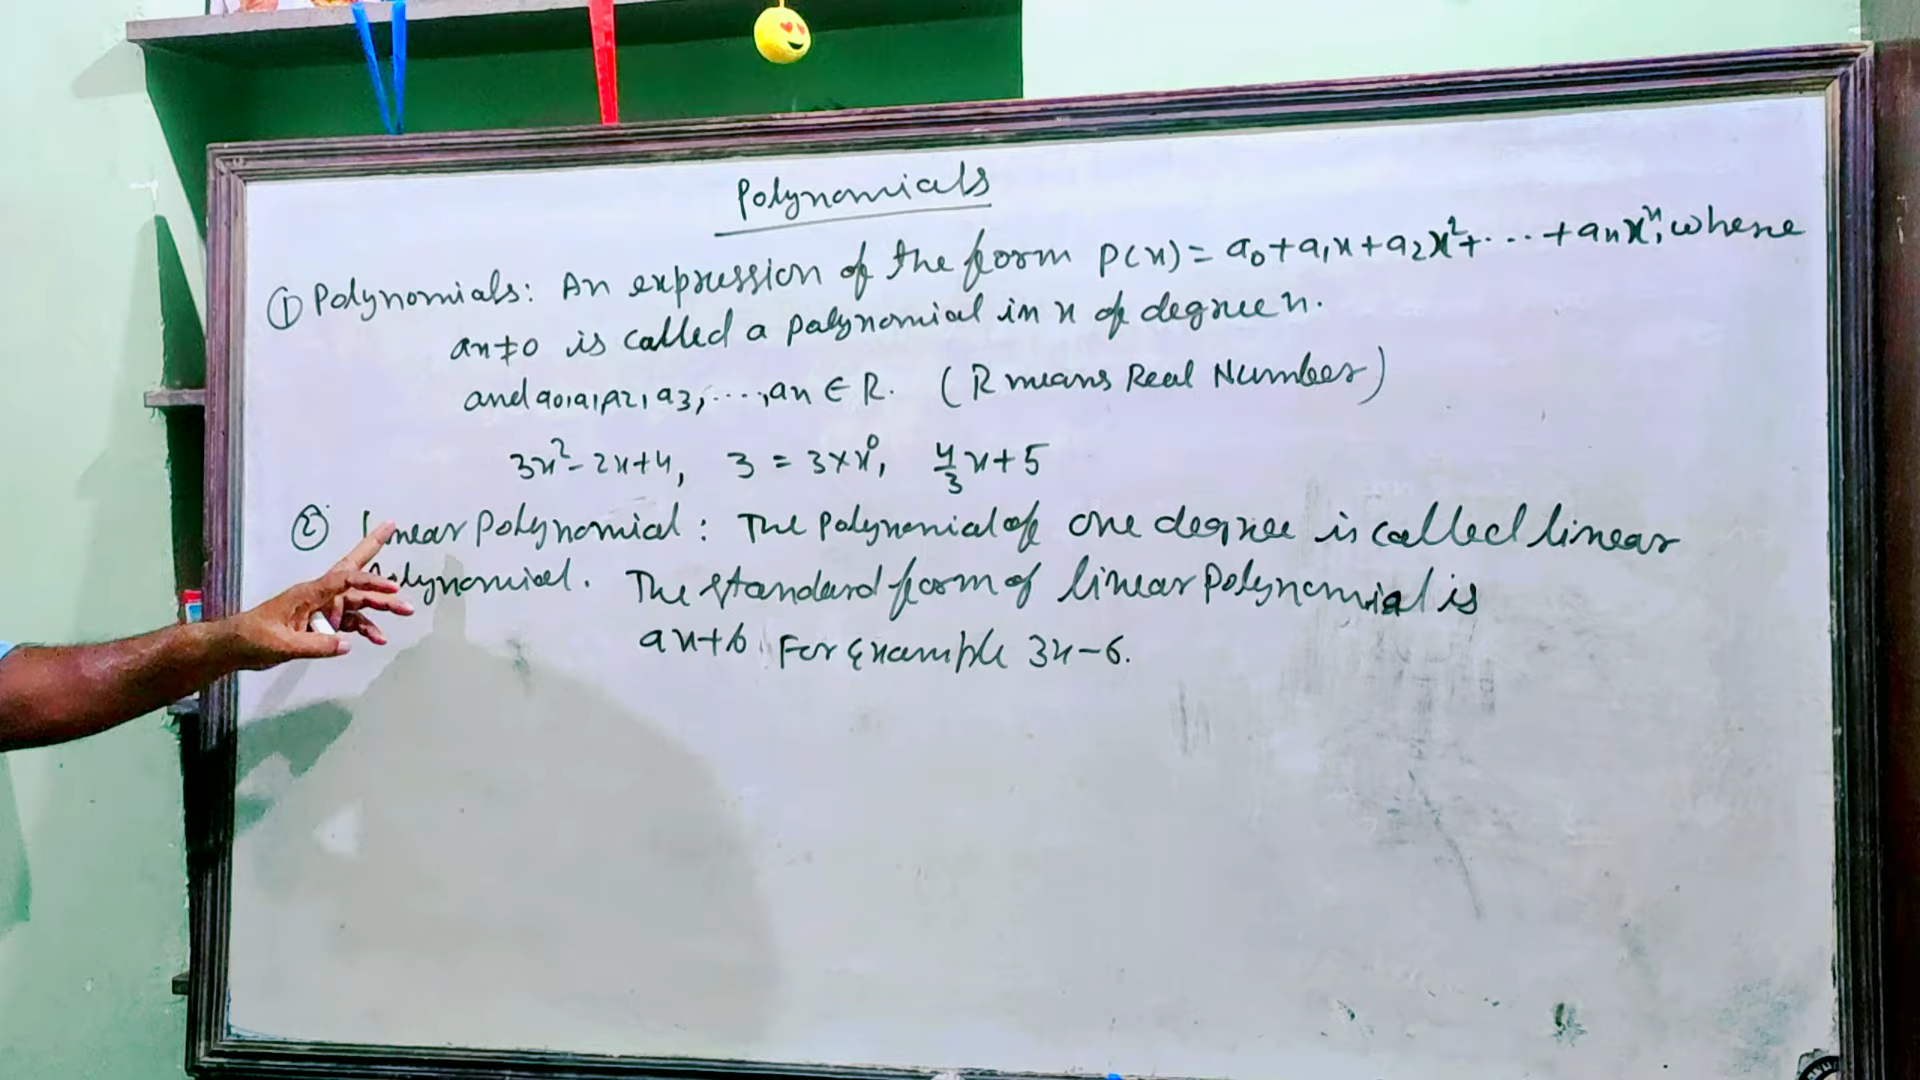 Polynomials
① Polynomials: An expression of the form P(x) = a₀+a₁x+a₂x²+....+aₙxⁿ, where
aₙ≠0 is called a polynomial in x of degree n.
and a₀,a₁,a₂,a₃,....,aₙ ∈ R. (R means Real Number)
3x²-2x+4, 3 = 3×x⁰, 4/3x+5
② Linear Polynomial: The Polynomial of one degree is called linear
Polynomial. The standard form of linear Polynomial is
ax+b. For Example 3x-6.